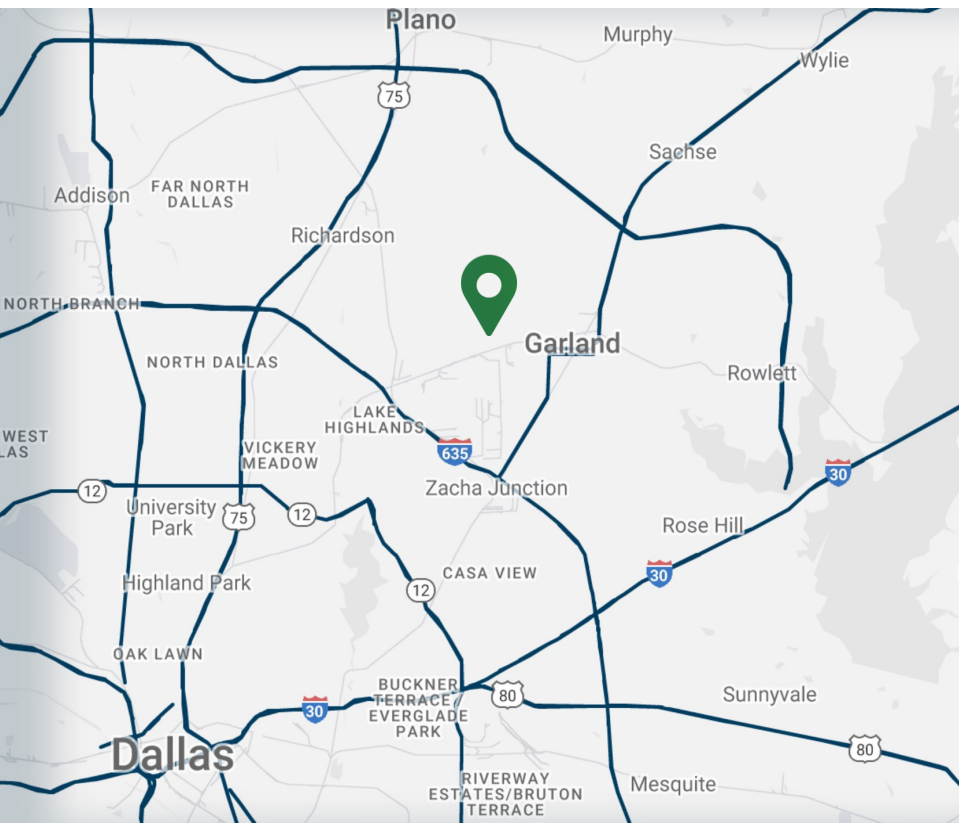 Plano
Murphy
Wylie
75
Sachse
Addison
FAR NORTH
DALLAS
Richardson
NORTH BRANCH
Garland
NORTH DALLAS
Rowlett
LAKE
HIGHLANDS
WEST
LAS
VICKERY
MEADOW
635
30
Zacha Junction
12
University
Park
75
12
Rose Hill
30
CASA VIEW
Highland Park
12
OAK LAWN
BUCKNER
TERRACE/
EVERGLADE
PARK
80
Sunnyvale
30
Dallas
80
RIVERWAY
ESTATES/BRUTON
TERRACE
Mesquite